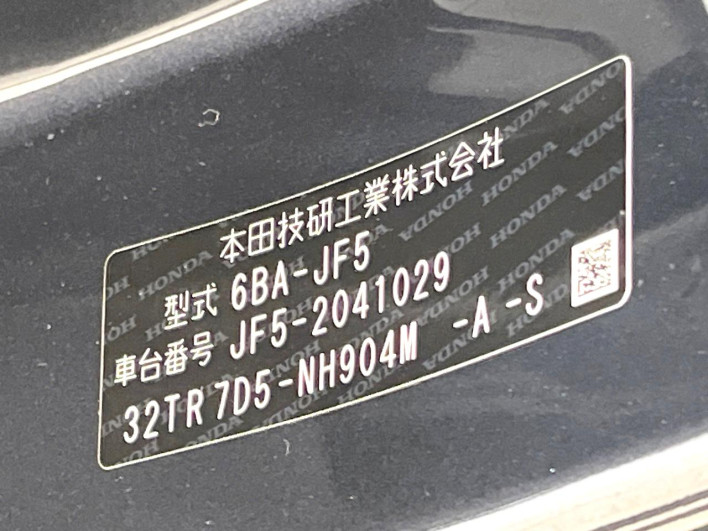 本田技研工業株式会社
型式 6BA-JF5
車台番号 JF5-2041029
32TR 7D5-NH904M -A -S